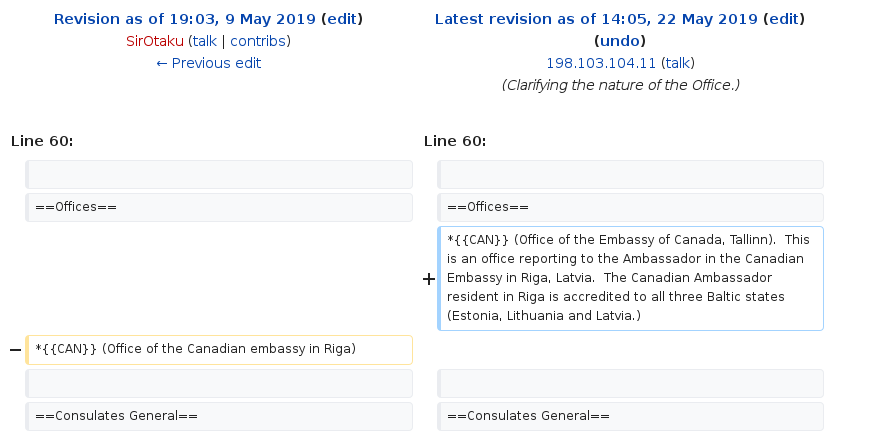 Revision as of 19:03, 9 May 2019 (edit)
SirOtaku (talk | contribs)
← Previous edit
Latest revision as of 14:05, 22 May 2019 (edit)
(undo)
198.103.104.11 (talk)
(Clarifying the nature of the Office.)
Line 60:
Line 60:
==Offices==
==Offices==
+
*{{CAN}} (Office of the Embassy of Canada, Tallinn).  This
is an office reporting to the Ambassador in the Canadian
Embassy in Riga, Latvia.  The Canadian Ambassador
resident in Riga is accredited to all three Baltic states
(Estonia, Lithuania and Latvia.)
−
*{{CAN}} (Office of the Canadian embassy in Riga)
==Consulates General==
==Consulates General==